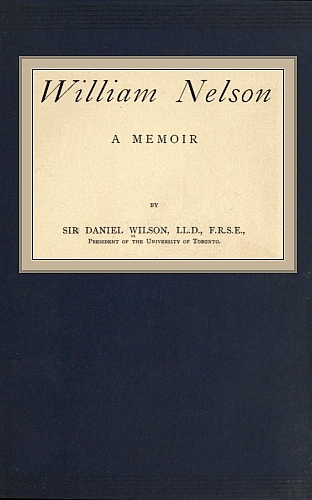 William Nelson
A MEMOIR
BY
SIR DANIEL WILSON, LL.D., F.R.S.E.,
PRESIDENT OF THE UNIVERSITY OF TORONTO.